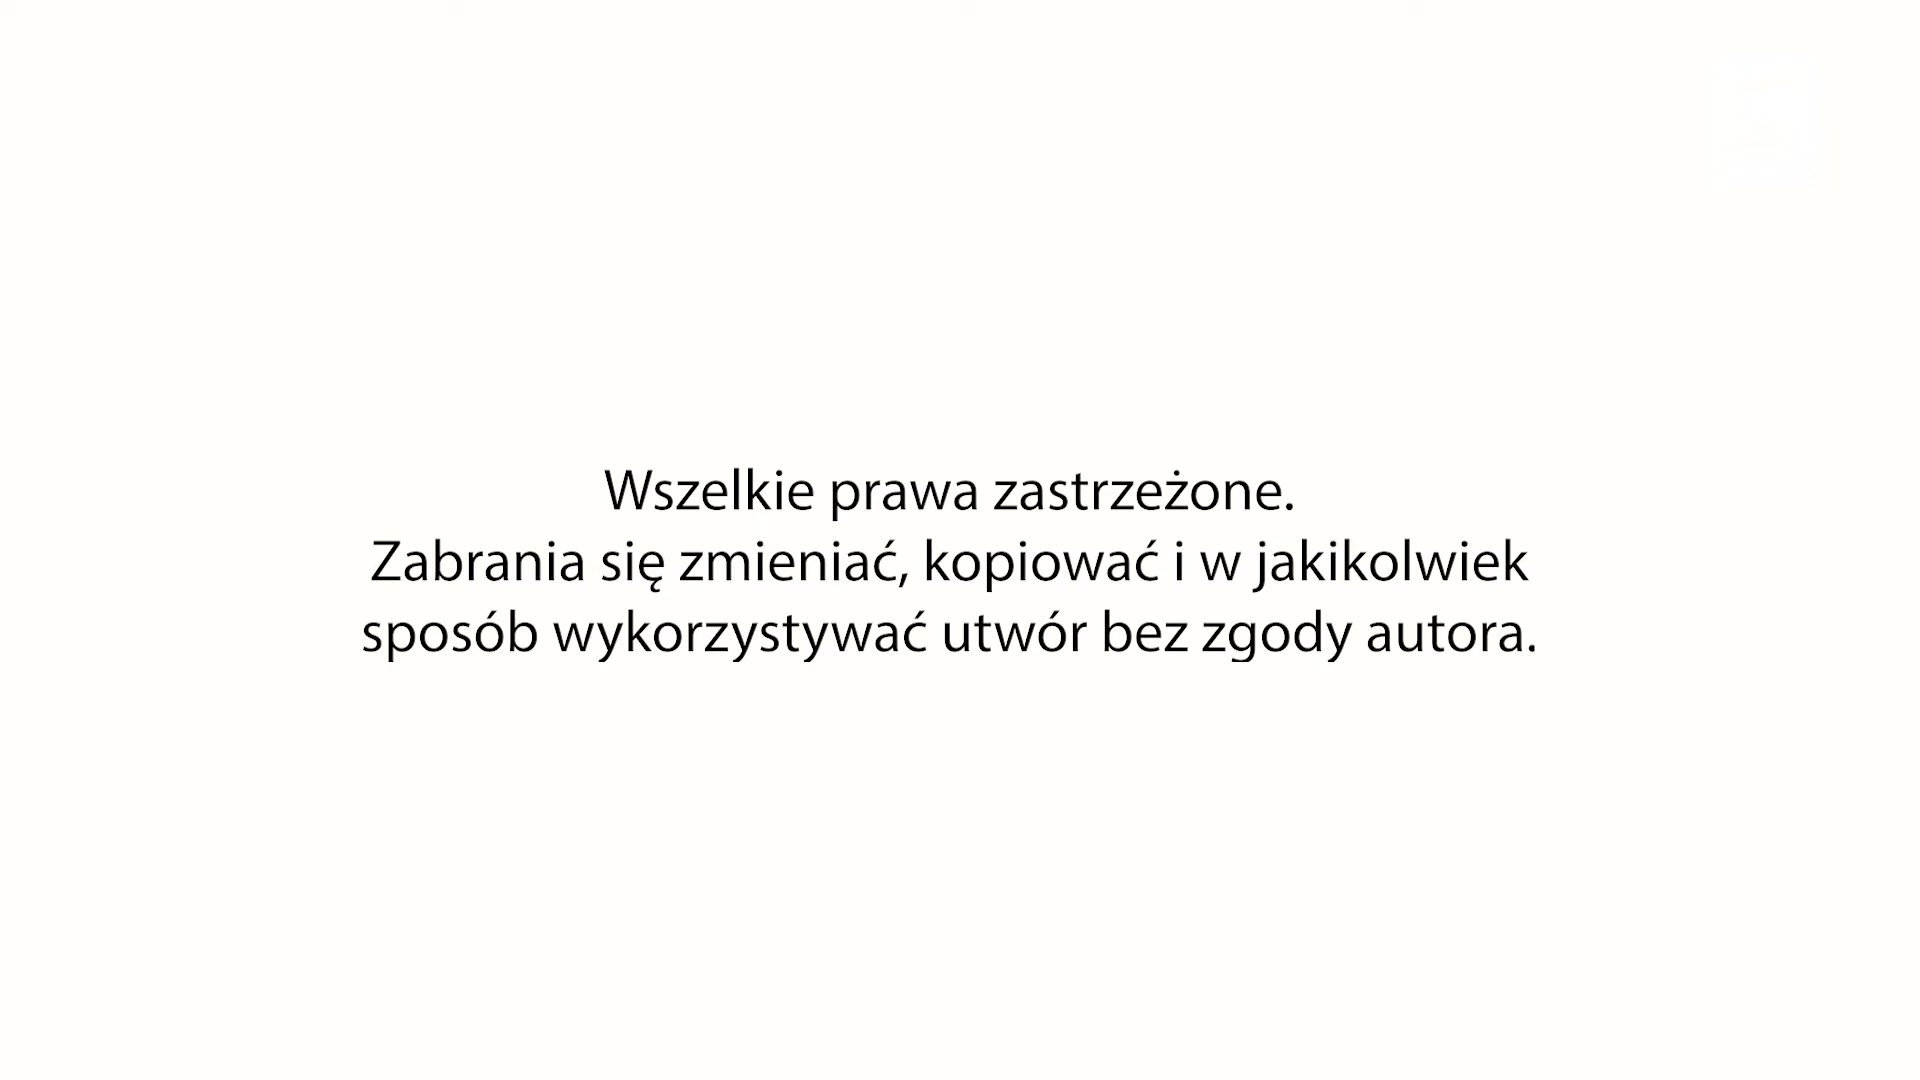 Wszelkie prawa zastrzeżone.
Zabrania się zmieniać, kopiować i w jakikolwiek
sposób wykorzystywać utwór bez zgody autora.